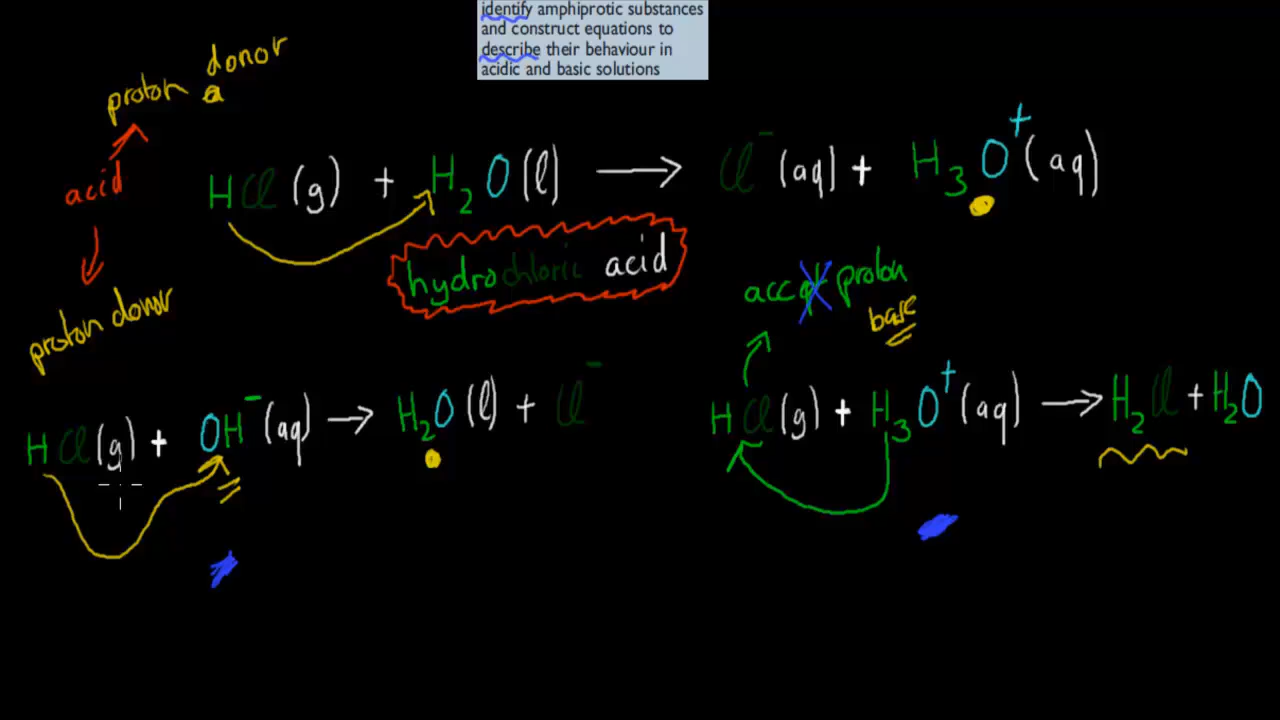 identify amphiprotic substances
and construct equations to
describe their behaviour in
acidic and basic solutions
donor
proton a
acid
proton donor
HCl (g) + H₂O (l) → Cl⁻ (aq) + H₃O⁺ (aq)
hydrochloric acid
accept proton
base
HCl (g) + OH⁻ (aq) → H₂O (l) + Cl⁻
HCl (g) + H₃O⁺ (aq) → H₂Cl + H₂O